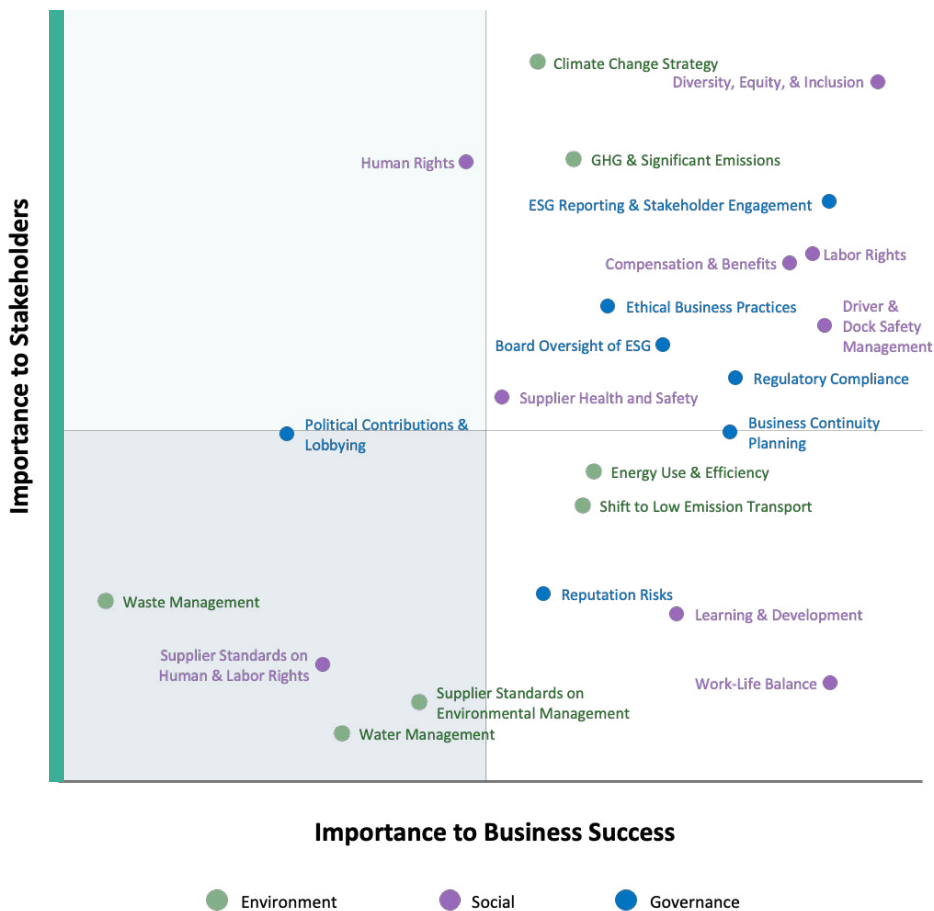 Climate Change Strategy
Diversity, Equity, & Inclusion
Human Rights
GHG & Significant Emissions
ESG Reporting & Stakeholder Engagement
Labor Rights
Compensation & Benefits
Ethical Business Practices
Driver &
Dock Safety
Management
Board Oversight of ESG
Regulatory Compliance
Supplier Health and Safety
Political Contributions &
Lobbying
Business Continuity
Planning
Energy Use & Efficiency
Shift to Low Emission Transport
Reputation Risks
Waste Management
Learning & Development
Supplier Standards on
Human & Labor Rights
Work-Life Balance
Supplier Standards on
Environmental Management
Water Management
Importance to Stakeholders
Importance to Business Success
Environment
Social
Governance